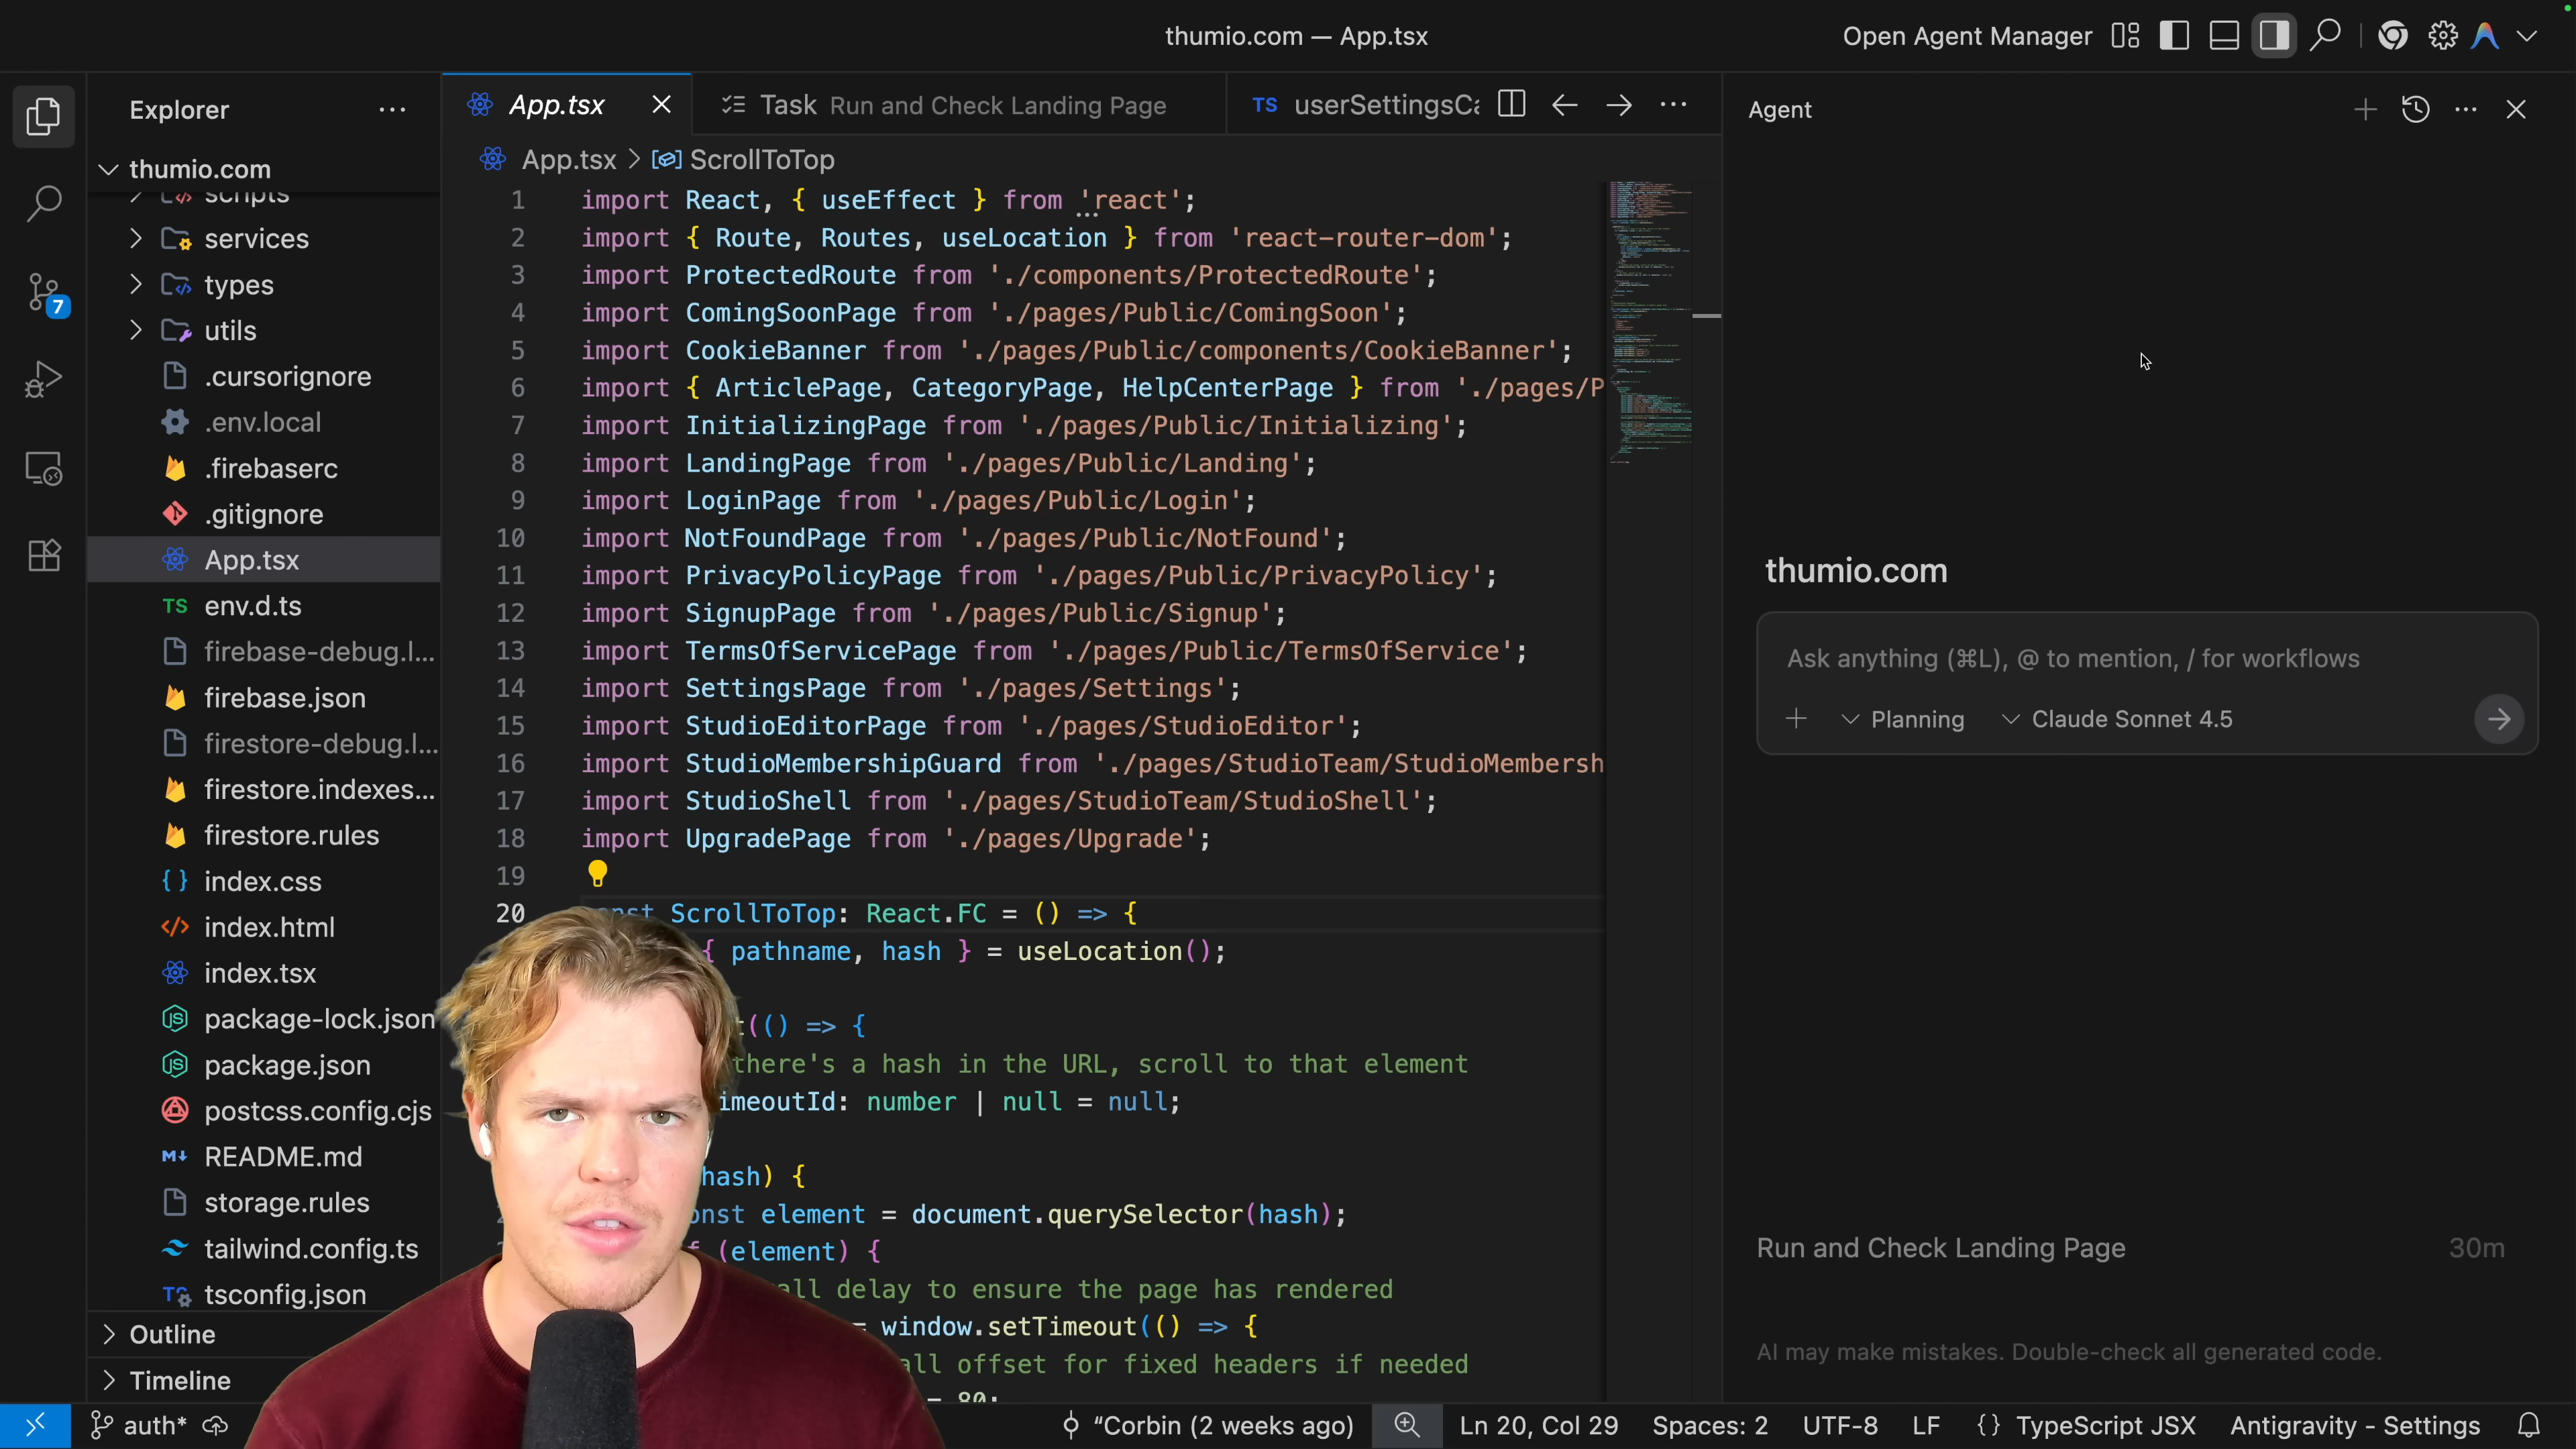 thumio.com — App.tsx
Open Agent Manager
Explorer
thumio.com
scripts
services
types
utils
.cursorignore
.env.local
.firebaserc
.gitignore
App.tsx
TS env.d.ts
firebase-debug.l...
firebase.json
firestore-debug.l...
firestore.indexes...
firestore.rules
index.css
index.html
index.tsx
package-lock.json
package.json
postcss.config.cjs
README.md
storage.rules
tailwind.config.ts
tsconfig.json
Outline
Timeline
7
App.tsx
Task Run and Check Landing Page
TS userSettingsCa
App.tsx > ScrollToTop
1 import React, { useEffect } from 'react';
2 import { Route, Routes, useLocation } from 'react-router-dom';
3 import ProtectedRoute from './components/ProtectedRoute';
4 import ComingSoonPage from './pages/Public/ComingSoon';
5 import CookieBanner from './pages/Public/components/CookieBanner';
6 import { ArticlePage, CategoryPage, HelpCenterPage } from './pages/P
7 import InitializingPage from './pages/Public/Initializing';
8 import LandingPage from './pages/Public/Landing';
9 import LoginPage from './pages/Public/Login';
10 import NotFoundPage from './pages/Public/NotFound';
11 import PrivacyPolicyPage from './pages/Public/PrivacyPolicy';
12 import SignupPage from './pages/Public/Signup';
13 import TermsOfServicePage from './pages/Public/TermsOfService';
14 import SettingsPage from './pages/Settings';
15 import StudioEditorPage from './pages/StudioEditor';
16 import StudioMembershipGuard from './pages/StudioTeam/StudioMembersh
17 import StudioShell from './pages/StudioTeam/StudioShell';
18 import UpgradePage from './pages/Upgrade';
19
20 const ScrollToTop: React.FC = () => {
{ pathname, hash } = useLocation();
(() => {
there's a hash in the URL, scroll to that element
timeoutId: number | null = null;
hash) {
const element = document.querySelector(hash);
(element) {
all delay to ensure the page has rendered
= window.setTimeout(() => {
all offset for fixed headers if needed
= 80;
Agent
thumio.com
Ask anything (⌘L), @ to mention, / for workflows
Planning
Claude Sonnet 4.5
Run and Check Landing Page 30m
AI may make mistakes. Double-check all generated code.
auth*
"Corbin (2 weeks ago)
Ln 20, Col 29
Spaces: 2
UTF-8
LF
{} TypeScript JSX
Antigravity - Settings